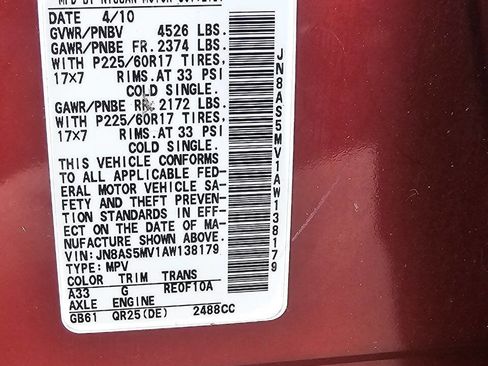 MFD BY NISSAN MOTOR
DATE 4/10
GVWR/PNBV 4526 LBS.
GAWR/PNBE FR. 2374 LBS.
WITH P225/60R17 TIRES,
17x7 RIMS. AT 33 PSI
COLD SINGLE.
GAWR/PNBE RR. 2172 LBS.
WITH P225/60R17 TIRES,
17x7 RIMS. AT 33 PSI
COLD SINGLE.
THIS VEHICLE CONFORMS
TO ALL APPLICABLE FED-
ERAL MOTOR VEHICLE SA-
FETY AND THEFT PREVEN-
TION STANDARDS IN EFF-
ECT ON THE DATE OF MA-
NUFACTURE SHOWN ABOVE.
VIN: JN8AS5MV1AW138179
TYPE: MPV
COLOR TRIM TRANS
A33 G RE0F10A
AXLE ENGINE
GB61 QR25(DE) 2488CC
JN8AS5MV1AW138179